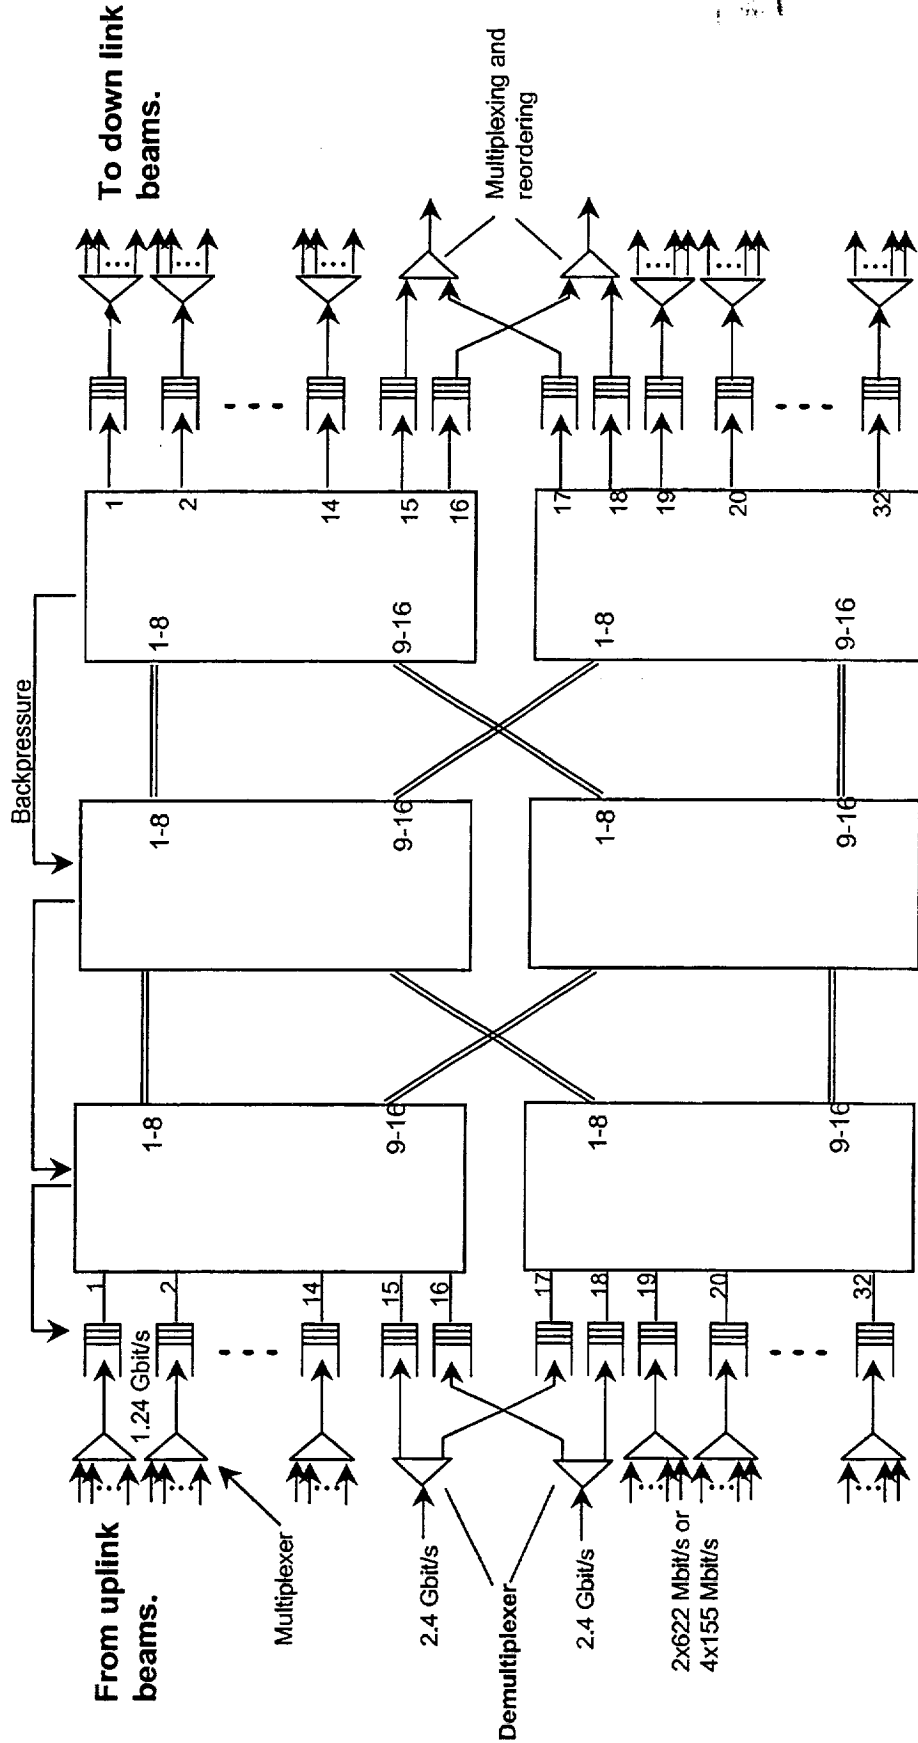 Backpressure
From uplink
beams.
To down link
beams.
1.24 Gbit/s
Multiplexer
2.4 Gbit/s
Demultiplexer
2.4 Gbit/s
2x622 Mbit/s or
4x155 Mbit/s
1
2
14
15
16
17
18
19
20
32
1-8
9-16
1-8
9-16
1-8
9-16
1-8
9-16
1-8
9-16
1-8
9-16
1
2
14
15
16
17
18
19
20
32
Multiplexing and
reordering